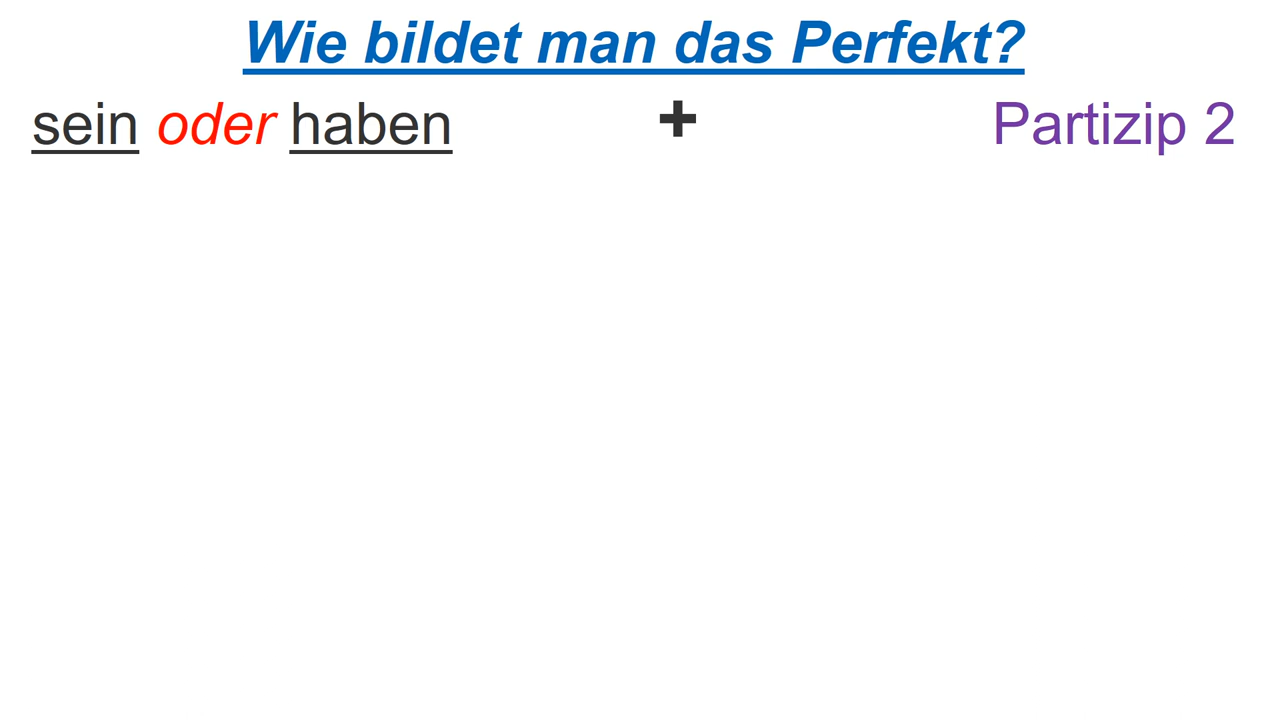 Wie bildet man das Perfekt?
sein oder haben + Partizip 2